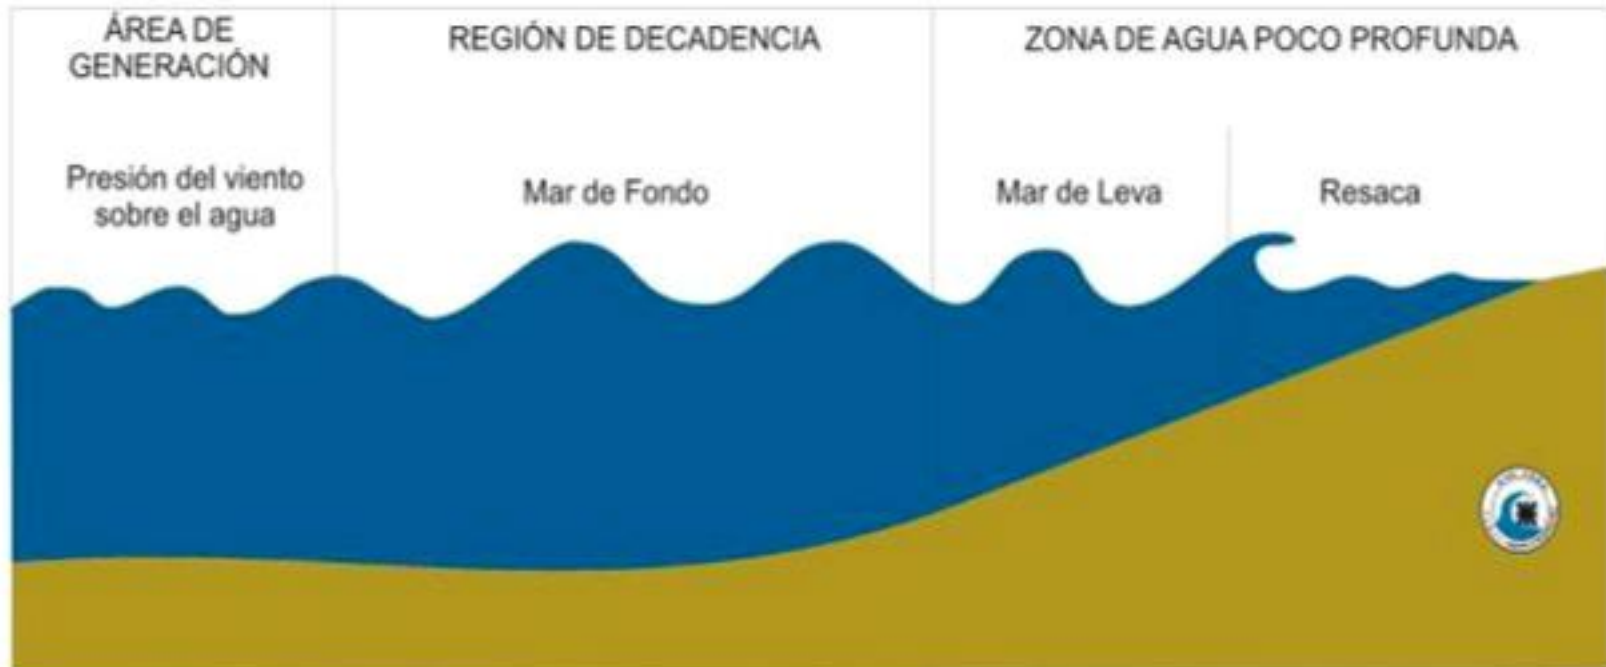 ÁREA DE
GENERACIÓN
REGIÓN DE DECADENCIA
ZONA DE AGUA POCO PROFUNDA
Presión del viento
sobre el agua
Mar de Fondo
Mar de Leva
Resaca